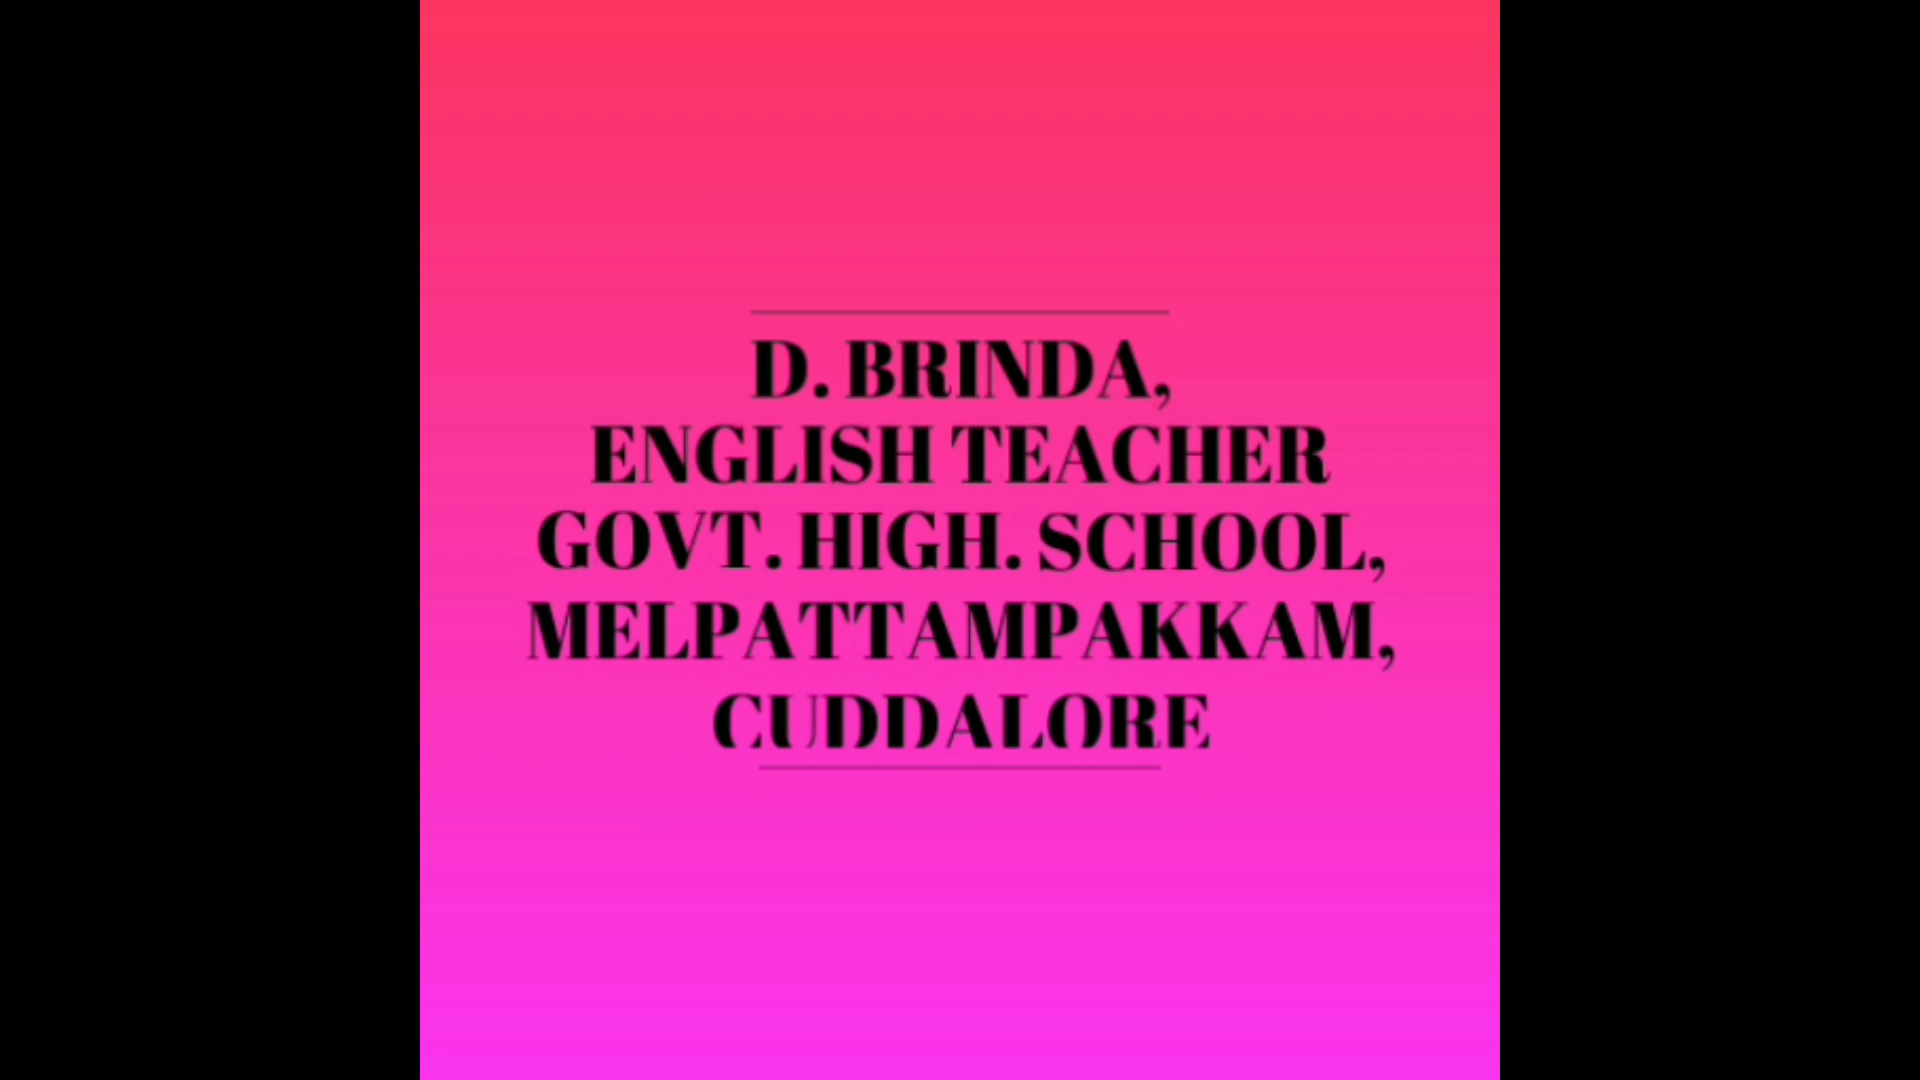 D. BRINDA,
ENGLISH TEACHER
GOVT. HIGH. SCHOOL,
MELPATTAMPAKKAM,
CUDDALORE